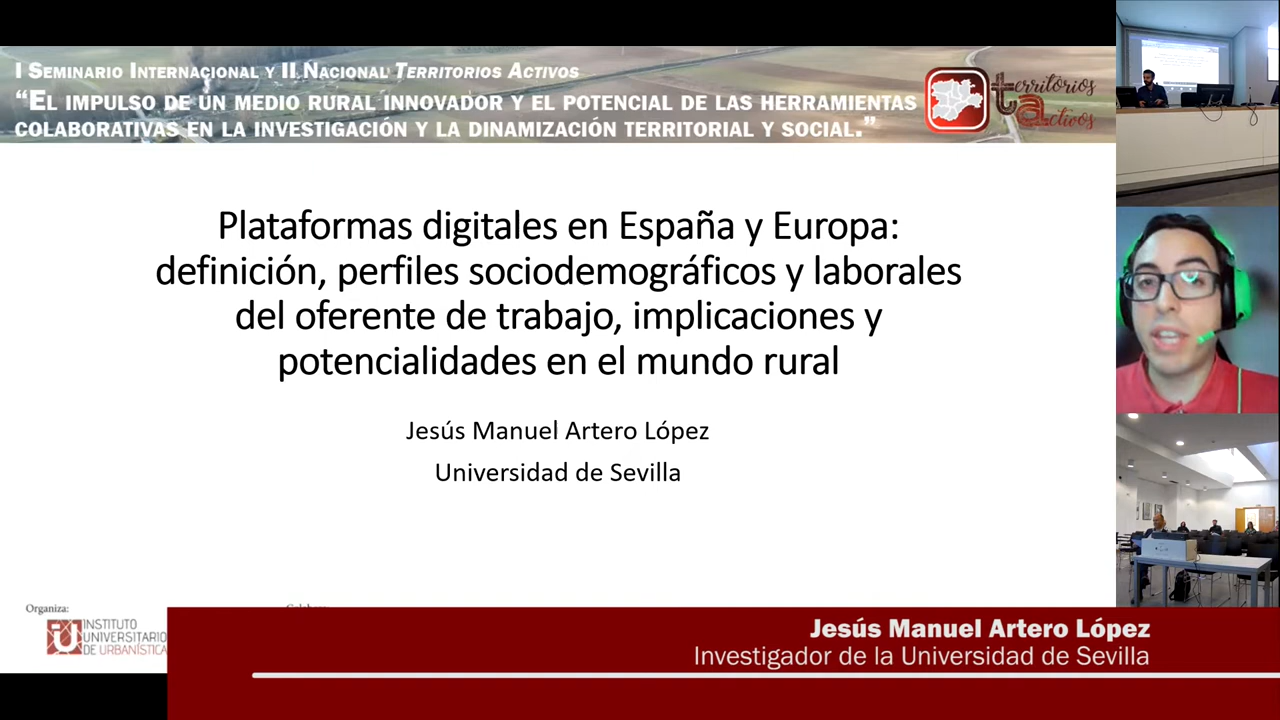 I Seminario Internacional y II Nacional Territorios Activos
“El impulso de un medio rural innovador y el potencial de las herramientas
colaborativas en la investigación y la dinamización territorial y social.”
territorios
activos
Plataformas digitales en España y Europa:
definición, perfiles sociodemográficos y laborales
del oferente de trabajo, implicaciones y
potencialidades en el mundo rural
Jesús Manuel Artero López
Universidad de Sevilla
Organiza:
INSTITUTO
UNIVERSITARIO
DE URBANÍSTICA
Jesús Manuel Artero López
Investigador de la Universidad de Sevilla